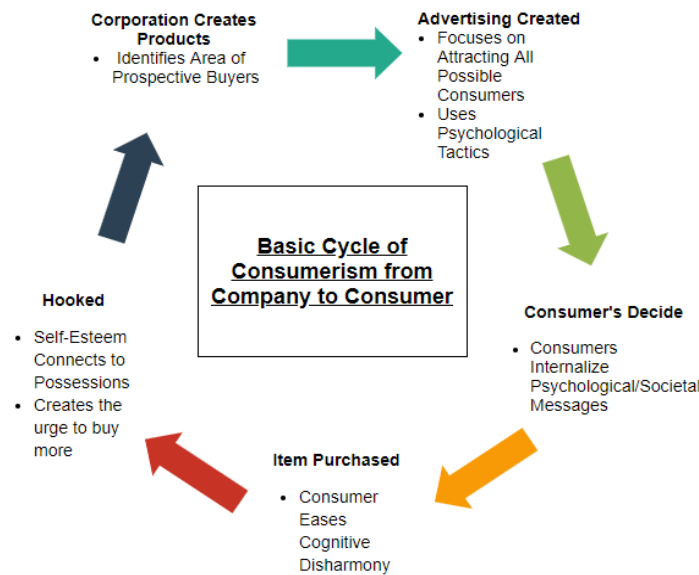 Corporation Creates
Products
• Identifies Area of
Prospective Buyers
Advertising Created
• Focuses on
Attracting All
Possible
Consumers
• Uses
Psychological
Tactics
Basic Cycle of
Consumerism from
Company to Consumer
Consumer's Decide
• Consumers
Internalize
Psychological/Societal
Messages
Item Purchased
• Consumer
Eases
Cognitive
Disharmony
Hooked
• Self-Esteem
Connects to
Possessions
• Creates the
urge to buy
more